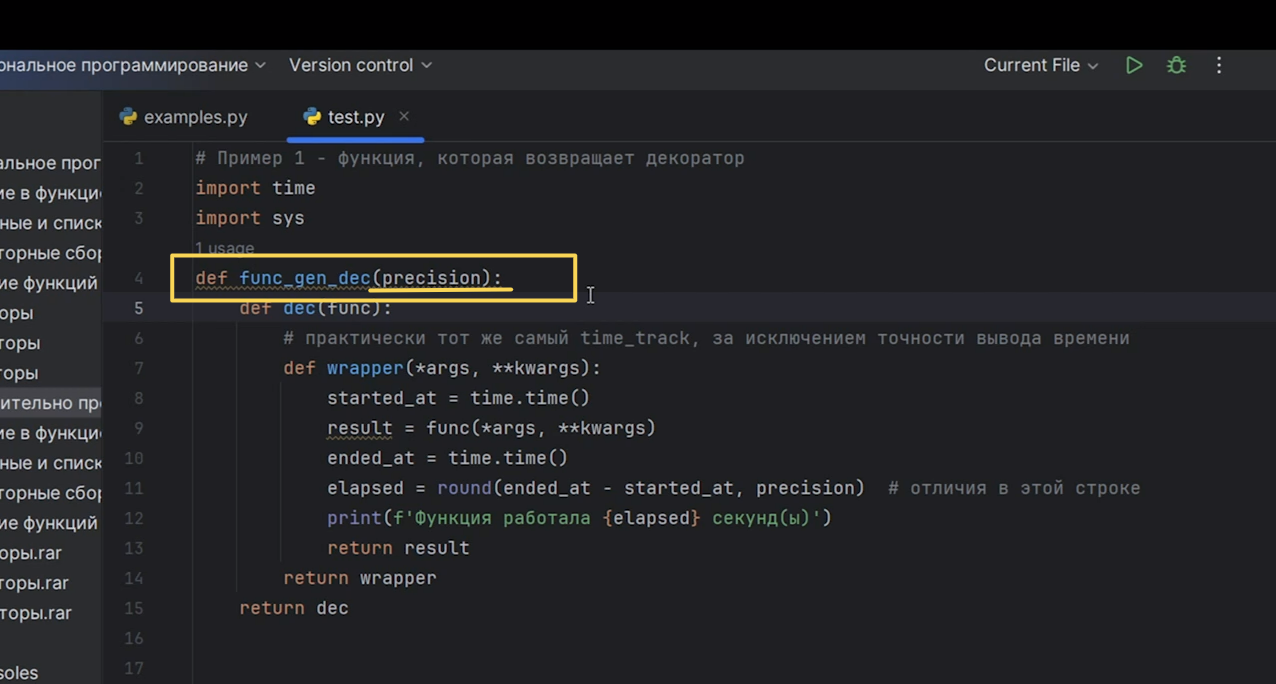 ональное программирование Version control Current File
examples.py test.py
альное прог
ие в функци
ные и списк
торные сбор
ие функций
оры
торы
торы
ительно пр
ие в функци
ные и списк
торные сбор
ие функций
оры.rar
торы.rar
торы.rar
soles
1 # Пример 1 - функция, которая возвращает декоратор
2 import time
3 import sys
1 usage
4 def func_gen_dec(precision):
5 def dec(func):
6 # практически тот же самый time_track, за исключением точности вывода времени
7 def wrapper(*args, **kwargs):
8 started_at = time.time()
9 result = func(*args, **kwargs)
10 ended_at = time.time()
11 elapsed = round(ended_at - started_at, precision) # отличия в этой строке
12 print(f'Функция работала {elapsed} секунд(ы)')
13 return result
14 return wrapper
15 return dec
16
17